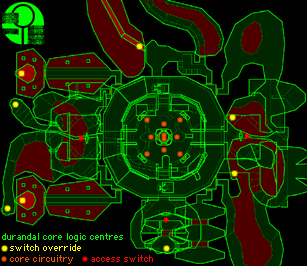 durandal core logic centres
switch override
core circuitry access switch